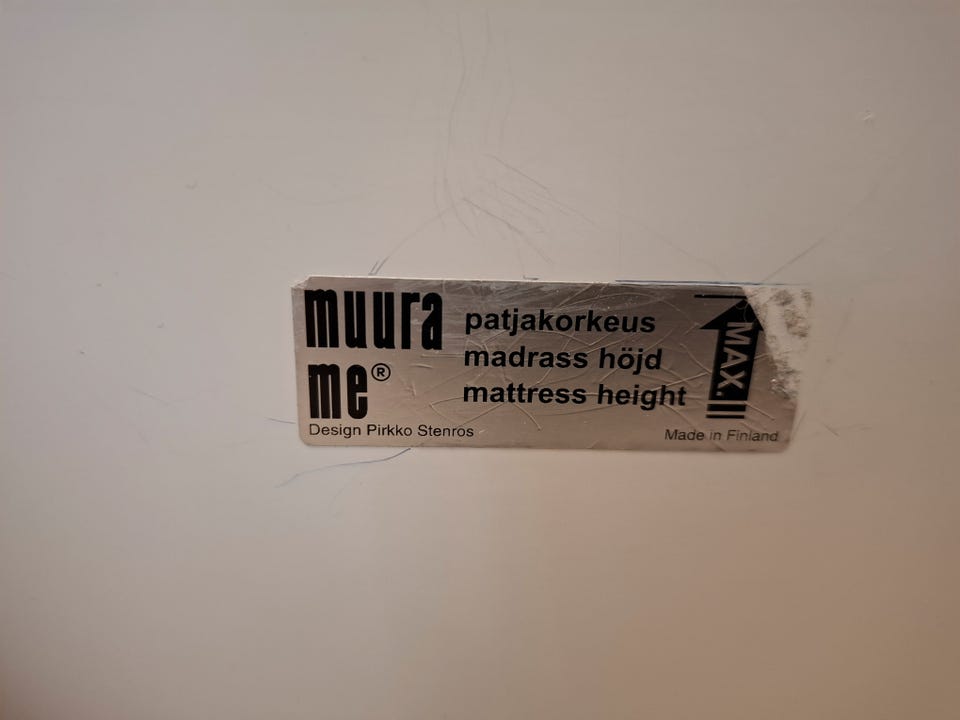 muura
me®
patjakorkeus
madrass höjd
mattress height
MAX.
Design Pirkko Stenros
Made in Finland